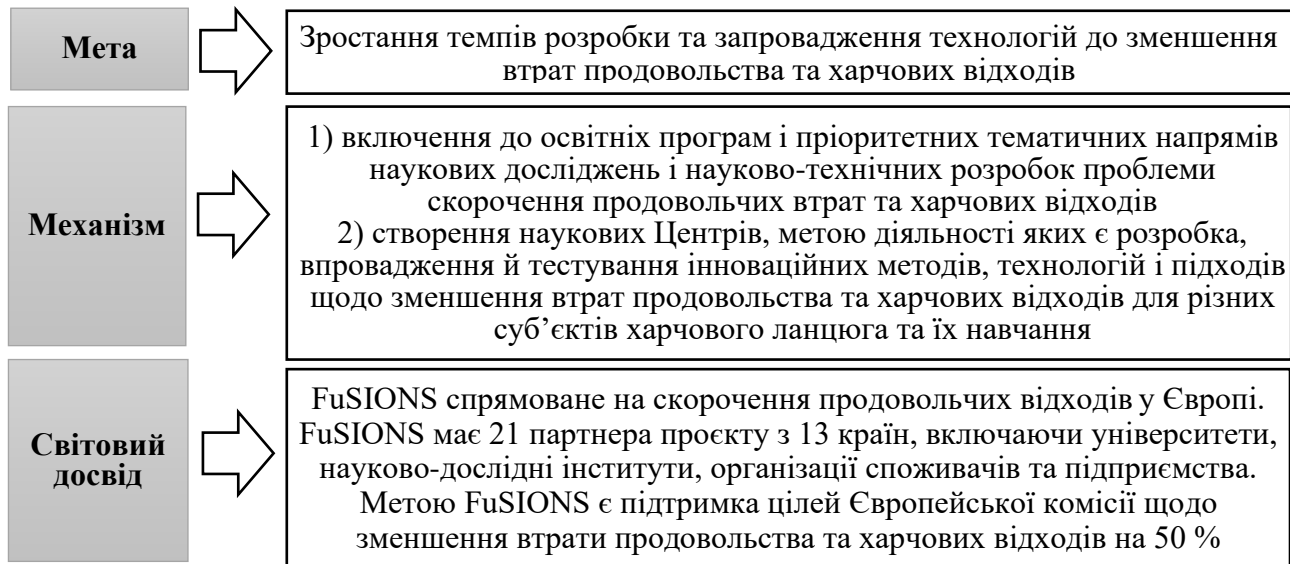 Мета
Зростання темпів розробки та запровадження технологій до зменшення
втрат продовольства та харчових відходів
Механізм
1) включення до освітніх програм і пріоритетних тематичних напрямів
наукових досліджень і науково-технічних розробок проблеми
скорочення продовольчих втрат та харчових відходів
2) створення наукових Центрів, метою діяльності яких є розробка,
впровадження й тестування інноваційних методів, технологій і підходів
щодо зменшення втрат продовольства та харчових відходів для різних
суб’єктів харчового ланцюга та їх навчання
Світовий
досвід
FuSIONS спрямоване на скорочення продовольчих відходів у Європі.
FuSIONS має 21 партнера проєкту з 13 країн, включаючи університети,
науково-дослідні інститути, організації споживачів та підприємства.
Метою FuSIONS є підтримка цілей Європейської комісії щодо
зменшення втрати продовольства та харчових відходів на 50 %